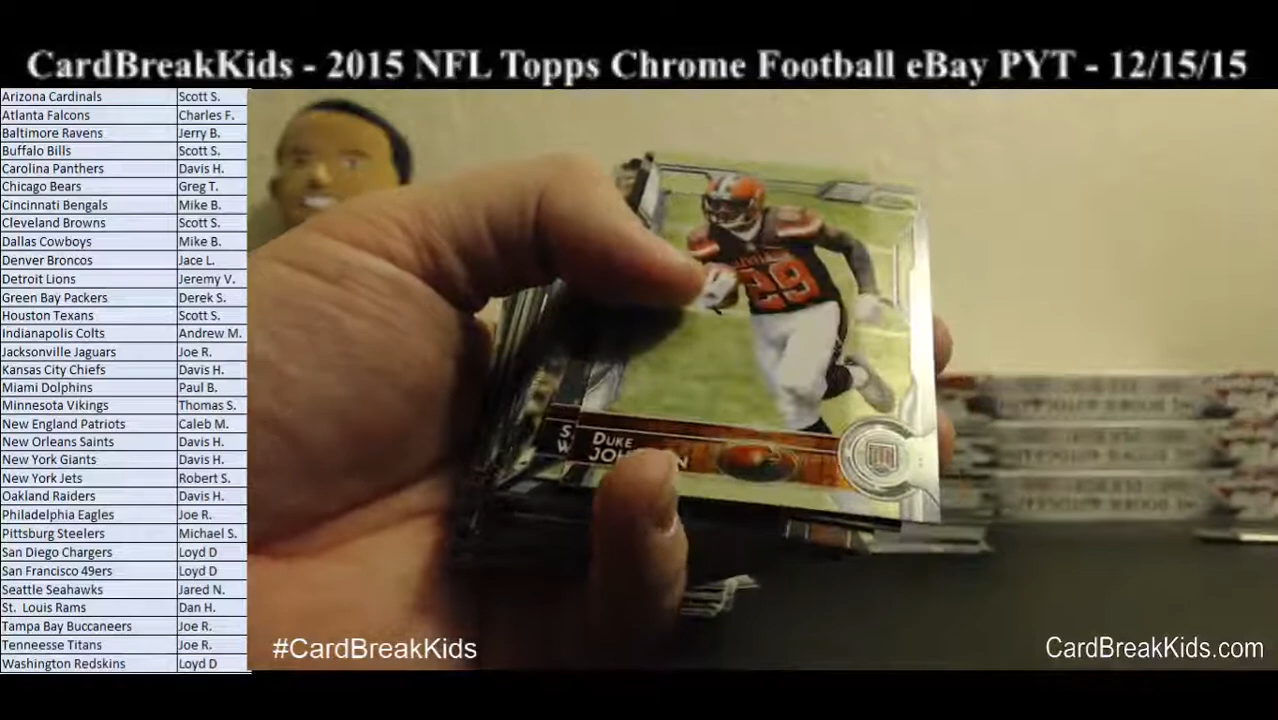 CardBreakKids - 2015 NFL Topps Chrome Football eBay PYT - 12/15/15
Arizona Cardinals Scott S.
Atlanta Falcons Charles F.
Baltimore Ravens Jerry B.
Buffalo Bills Scott S.
Carolina Panthers Davis H.
Chicago Bears Greg T.
Cincinnati Bengals Mike B.
Cleveland Browns Scott S.
Dallas Cowboys Mike B.
Denver Broncos Jace L.
Detroit Lions Jeremy V.
Green Bay Packers Derek S.
Houston Texans Scott S.
Indianapolis Colts Andrew M.
Jacksonville Jaguars Joe R.
Kansas City Chiefs Davis H.
Miami Dolphins Paul B.
Minnesota Vikings Thomas S.
New England Patriots Caleb M.
New Orleans Saints Davis H.
New York Giants Davis H.
New York Jets Robert S.
Oakland Raiders Davis H.
Philadelphia Eagles Joe R.
Pittsburg Steelers Michael S.
San Diego Chargers Loyd D
San Francisco 49ers Loyd D
Seattle Seahawks Jared N.
St. Louis Rams Dan H.
Tampa Bay Buccaneers Joe R.
Tenneesse Titans Joe R.
Washington Redskins Loyd D
29
S
W
DUKE
JOH N
#CardBreakKids
CardBreakKids.com